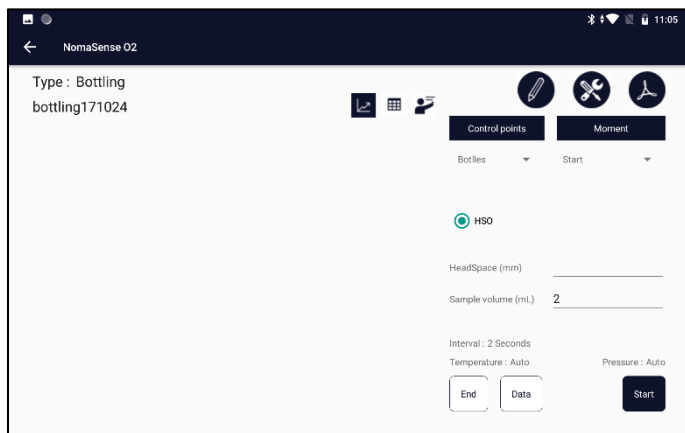 11:05
NomaSense O2
Type : Bottling
bottling171024
Control points
Moment
Botlles
Start
HSO
HeadSpace (mm)
Sample volume (mL) 2
Interval : 2 Seconds
Temperature : Auto
Pressure : Auto
End
Data
Start